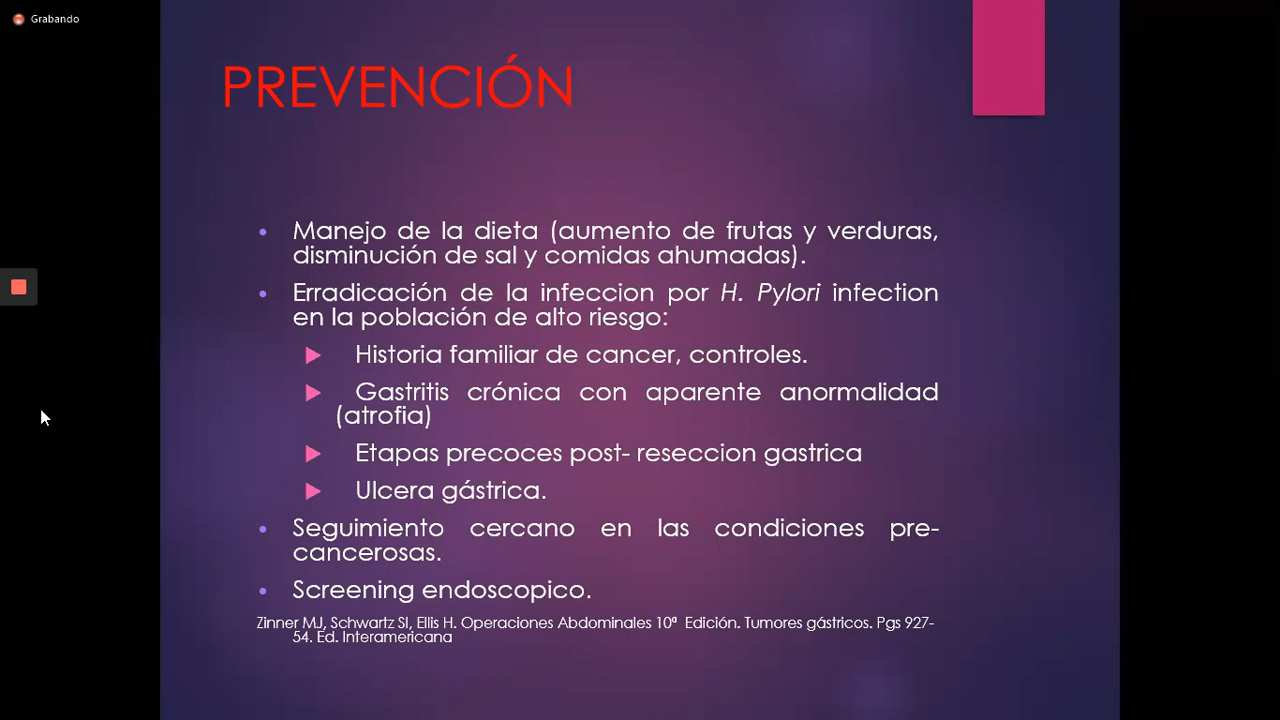 Grabando
PREVENCIÓN
• Manejo de la dieta (aumento de frutas y verduras,
disminución de sal y comidas ahumadas).
• Erradicación de la infeccion por H. Pylori infection
en la población de alto riesgo:
Historia familiar de cancer, controles.
Gastritis crónica con aparente anormalidad
(atrofia)
Etapas precoces post- reseccion gastrica
Ulcera gástrica.
• Seguimiento cercano en las condiciones pre-
cancerosas.
• Screening endoscopico.
Zinner MJ, Schwartz SI, Ellis H. Operaciones Abdominales 10ª Edición. Tumores gástricos. Pgs 927-
54. Ed. Interamericana